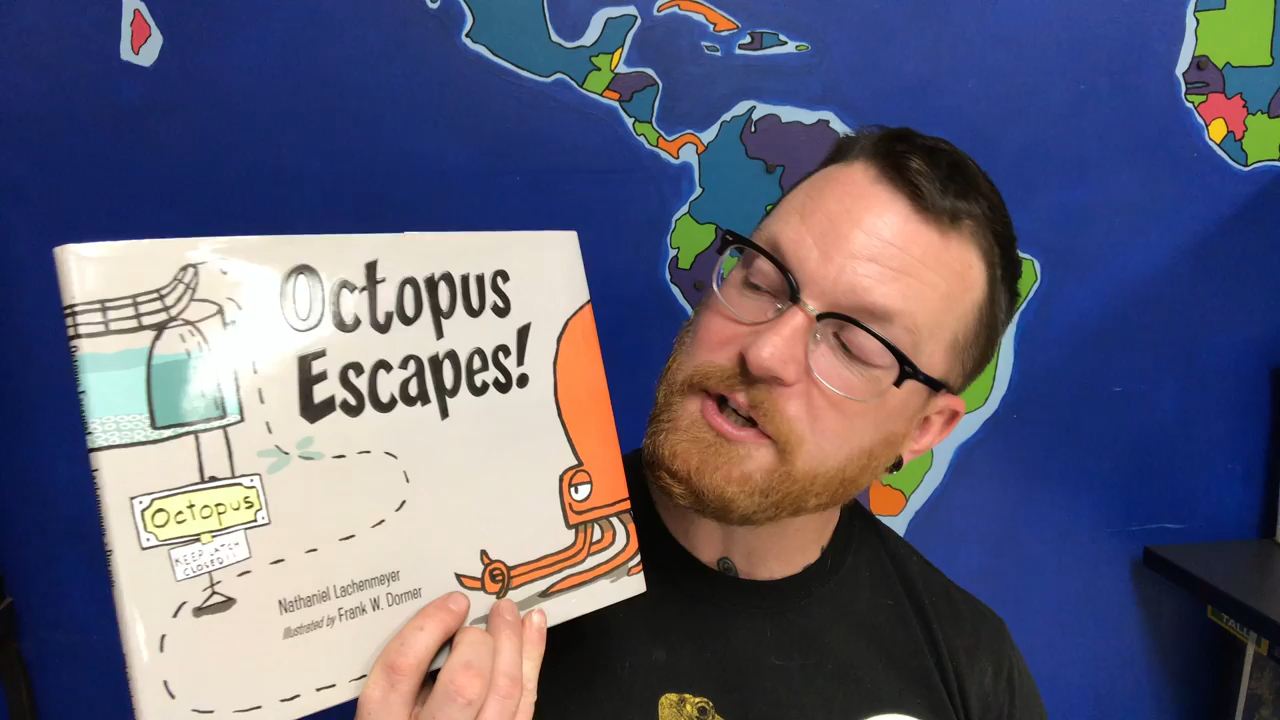 Octopus
Escapes!
Octopus
KEEP LATCH
CLOSED!!
Nathaniel Lachenmeyer
Illustrated by Frank W. Dormer